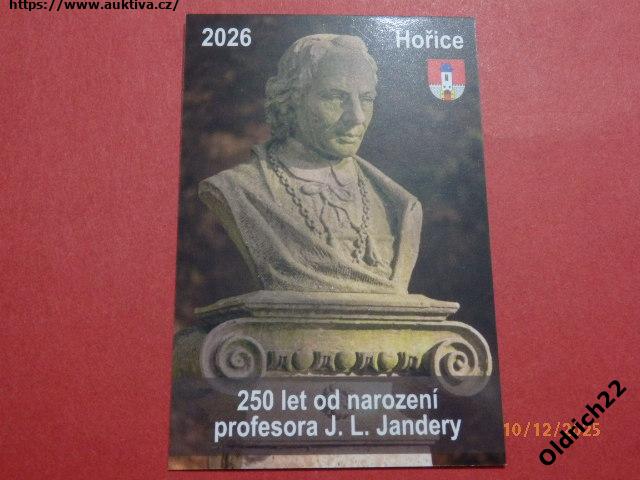 https://www.auktiva.cz/
2026 Hořice
250 let od narození
profesora J. L. Jandery
10/12/2025
Oldrich22